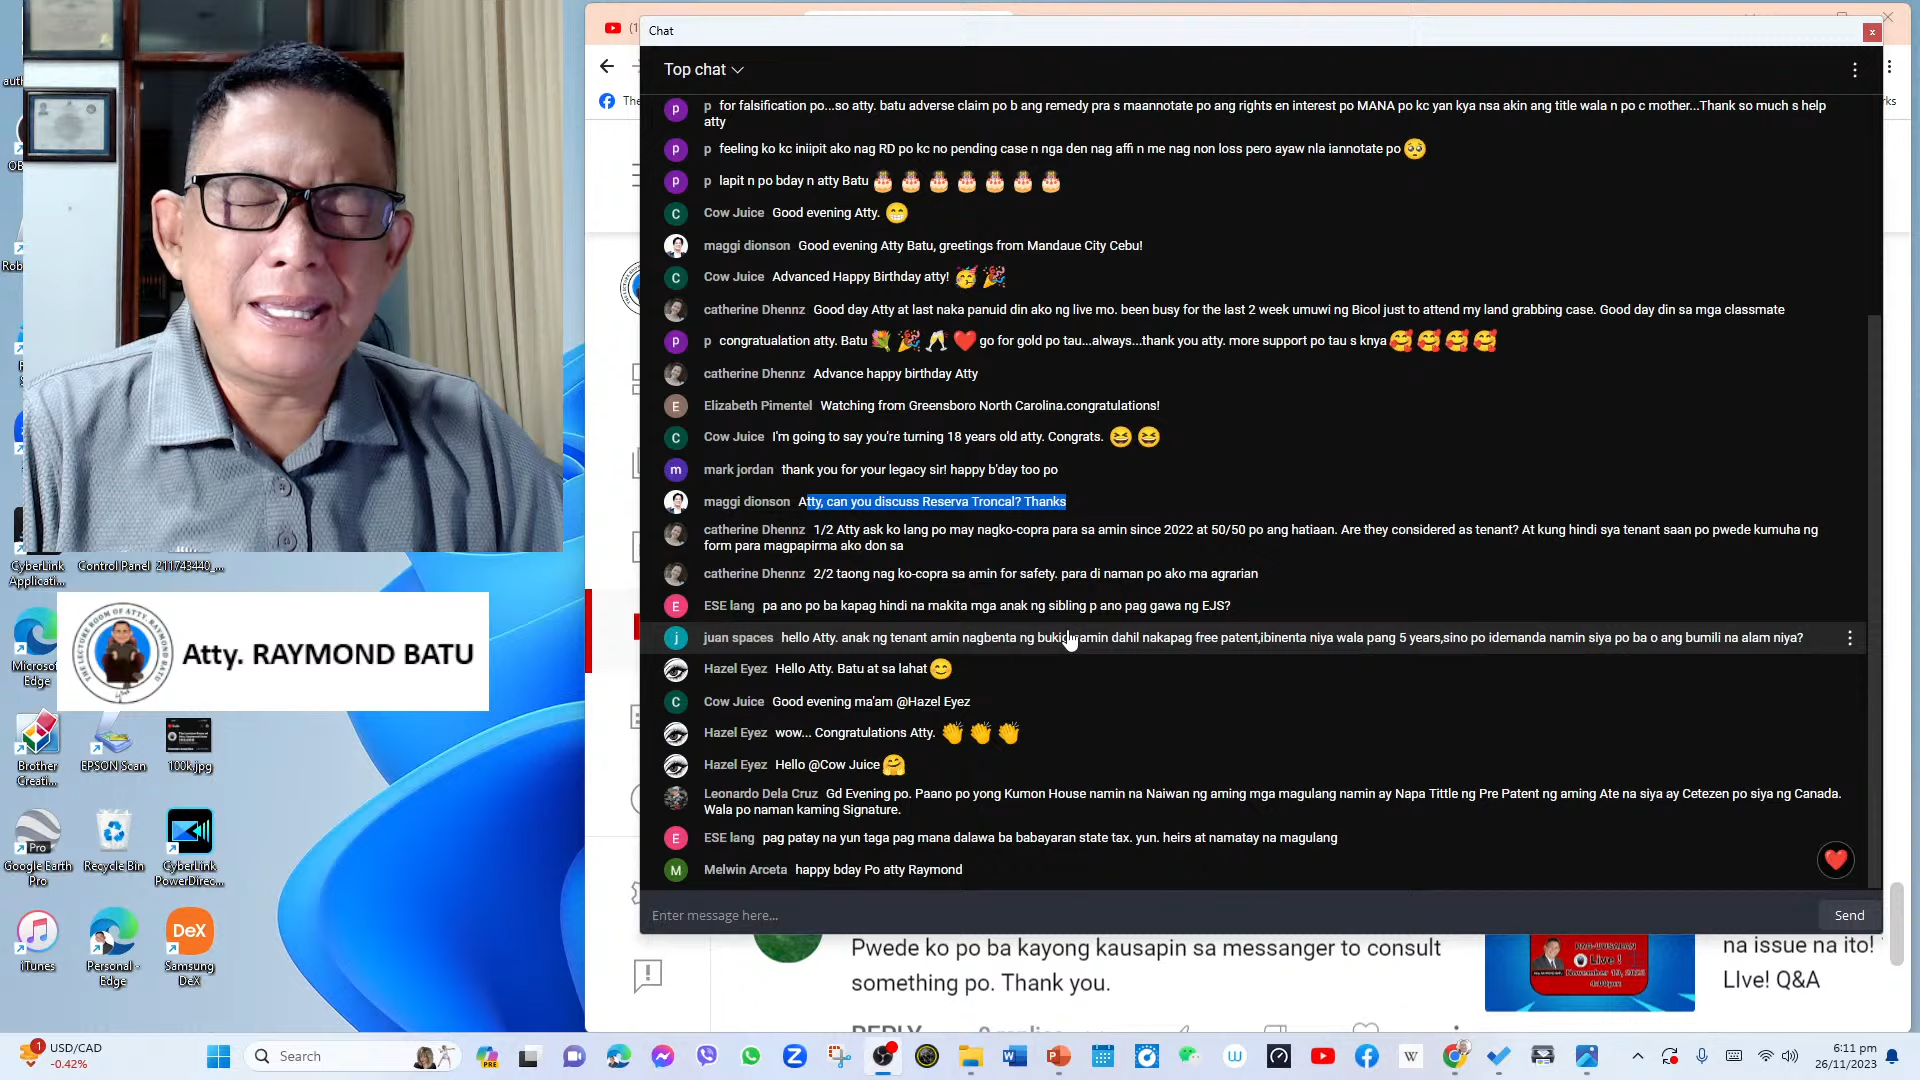 Chat
Top chat
p for falsification po...so atty. batu adverse claim po b ang remedy pra s maannotate po ang rights en interest po MANA po kc yan kya nsa akin ang title wala n po c mother...Thank so much s help
atty
p feeling ko kc iniipit ako nag RD po kc no pending case n nga den nag affi n me nag non loss pero ayaw nla iannotate po
p lapit n po bday n atty Batu
Cow Juice Good evening Atty.
maggi dionson Good evening Atty Batu, greetings from Mandaue City Cebu!
Cow Juice Advanced Happy Birthday atty!
catherine Dhennz Good day Atty at last naka panuid din ako ng live mo. been busy for the last 2 week umuwi ng Bicol just to attend my land grabbing case. Good day din sa mga classmate
p congratualation atty. Batu go for gold po tau...always...thank you atty. more support po tau s knya
catherine Dhennz Advance happy birthday Atty
E Elizabeth Pimentel Watching from Greensboro North Carolina.congratulations!
Cow Juice I'm going to say you're turning 18 years old atty. Congrats.
m mark jordan thank you for your legacy sir! happy b'day too po
maggi dionson Atty, can you discuss Reserva Troncal? Thanks
catherine Dhennz 1/2 Atty ask ko lang po may nagko-copra para sa amin since 2022 at 50/50 po ang hatiaan. Are they considered as tenant? At kung hindi sya tenant saan po pwede kumuha ng
form para magpapirma ako don sa
catherine Dhennz 2/2 taong nag ko-copra sa amin for safety. para di naman po ako ma agrarian
E ESE lang pa ano po ba kapag hindi na makita mga anak ng sibling p ano pag gawa ng EJS?
j juan spaces hello Atty. anak ng tenant amin nagbenta ng bukid namin dahil nakapag free patent,ibinenta niya wala pang 5 years,sino po idemanda namin siya po ba o ang bumili na alam niya?
Hazel Eyez Hello Atty. Batu at sa lahat
C Cow Juice Good evening ma'am @Hazel Eyez
Hazel Eyez wow... Congratulations Atty.
Hazel Eyez Hello @Cow Juice
Leonardo Dela Cruz Gd Evening po. Paano po yong Kumon House namin na Naiwan ng aming mga magulang namin ay Napa Tittle ng Pre Patent ng aming Ate na siya ay Cetezen po siya ng Canada.
Wala po naman kaming Signature.
E ESE lang pag patay na yun taga pag mana dalawa ba babayaran state tax. yun. heirs at namatay na magulang
M Melwin Arceta happy bday Po atty Raymond
Enter message here...
Send
Pwede ko po ba kayong kausapin sa messanger to consult
something po. Thank you.
na issue na ito!
LIve! Q&A
Live !
November 19, 2023
Atty. RAYMOND BATU
CyberLink
Applicati...
Control Panel
211743440_...
Microsof
Edge
Brother
Creati...
EPSON Scan
100k.jpg
Google Earth
Pro
Recycle Bin
CyberLink
PowerDirec...
iTunes
Personal -
Edge
Samsung
DeX
USD/CAD
-0.42%
Search
6:11 pm
26/11/2023